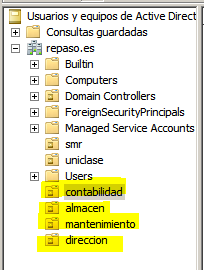 Usuarios y equipos de Active Direct
Consultas guardadas
repaso.es
Builtin
Computers
Domain Controllers
ForeignSecurityPrincipals
Managed Service Accounts
smr
uniclase
Users
contabilidad
almacen
mantenimiento
direccion